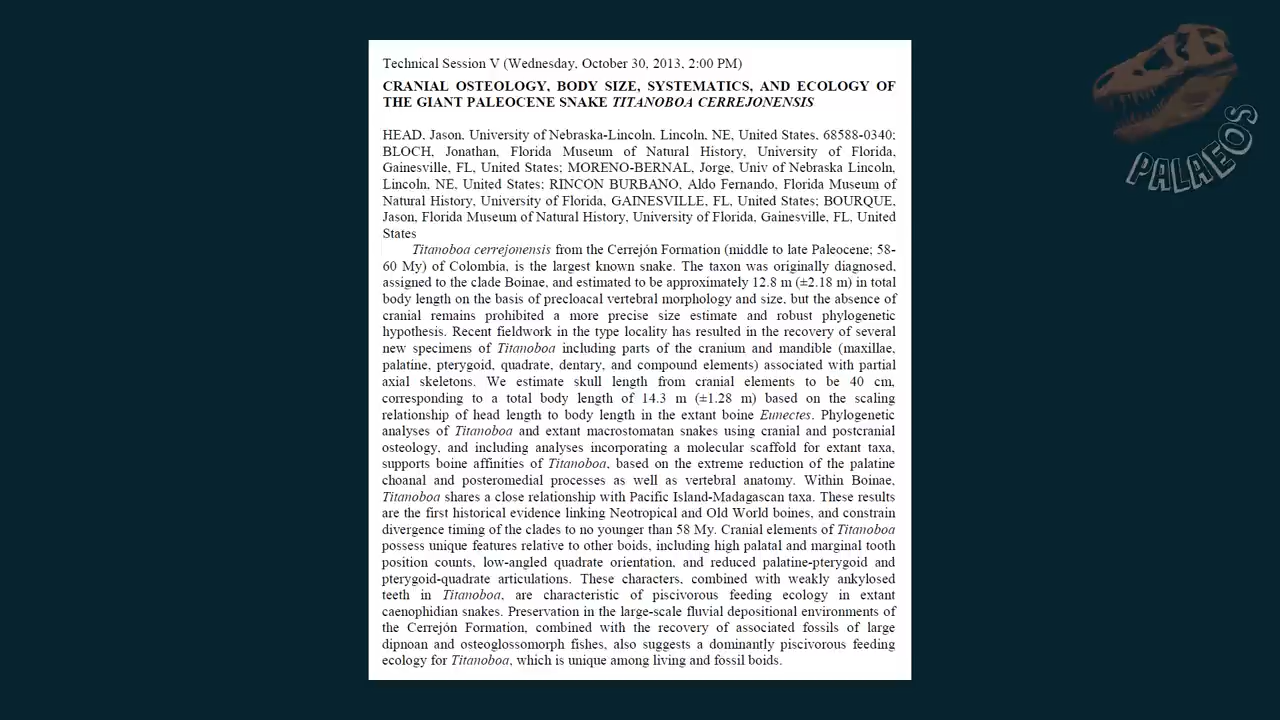 Technical Session V (Wednesday, October 30, 2013, 2:00 PM)
CRANIAL OSTEOLOGY, BODY SIZE, SYSTEMATICS, AND ECOLOGY OF
THE GIANT PALEOCENE SNAKE TITANOBOA CERREJONENSIS
HEAD, Jason, University of Nebraska-Lincoln, Lincoln, NE, United States, 68588-0340;
BLOCH, Jonathan, Florida Museum of Natural History, University of Florida,
Gainesville, FL, United States; MORENO-BERNAL, Jorge, Univ of Nebraska Lincoln,
Lincoln, NE, United States; RINCON BURBANO, Aldo Fernando, Florida Museum of
Natural History, University of Florida, GAINESVILLE, FL, United States; BOURQUE,
Jason, Florida Museum of Natural History, University of Florida, Gainesville, FL, United
States
Titanoboa cerrejonensis from the Cerrejón Formation (middle to late Paleocene; 58-
60 My) of Colombia, is the largest known snake. The taxon was originally diagnosed,
assigned to the clade Boinae, and estimated to be approximately 12.8 m (±2.18 m) in total
body length on the basis of precloacal vertebral morphology and size, but the absence of
cranial remains prohibited a more precise size estimate and robust phylogenetic
hypothesis. Recent fieldwork in the type locality has resulted in the recovery of several
new specimens of Titanoboa including parts of the cranium and mandible (maxillae,
palatine, pterygoid, quadrate, dentary, and compound elements) associated with partial
axial skeletons. We estimate skull length from cranial elements to be 40 cm,
corresponding to a total body length of 14.3 m (±1.28 m) based on the scaling
relationship of head length to body length in the extant boine Eunectes. Phylogenetic
analyses of Titanoboa and extant macrostomatan snakes using cranial and postcranial
osteology, and including analyses incorporating a molecular scaffold for extant taxa,
supports boine affinities of Titanoboa, based on the extreme reduction of the palatine
choanal and posteromedial processes as well as vertebral anatomy. Within Boinae,
Titanoboa shares a close relationship with Pacific Island-Madagascan taxa. These results
are the first historical evidence linking Neotropical and Old World boines, and constrain
divergence timing of the clades to no younger than 58 My. Cranial elements of Titanoboa
possess unique features relative to other boids, including high palatal and marginal tooth
position counts, low-angled quadrate orientation, and reduced palatine-pterygoid and
pterygoid-quadrate articulations. These characters, combined with weakly ankylosed
teeth in Titanoboa, are characteristic of piscivorous feeding ecology in extant
caenophidian snakes. Preservation in the large-scale fluvial depositional environments of
the Cerrejón Formation, combined with the recovery of associated fossils of large
dipnoan and osteoglossomorph fishes, also suggests a dominantly piscivorous feeding
ecology for Titanoboa, which is unique among living and fossil boids.
PALAEOS